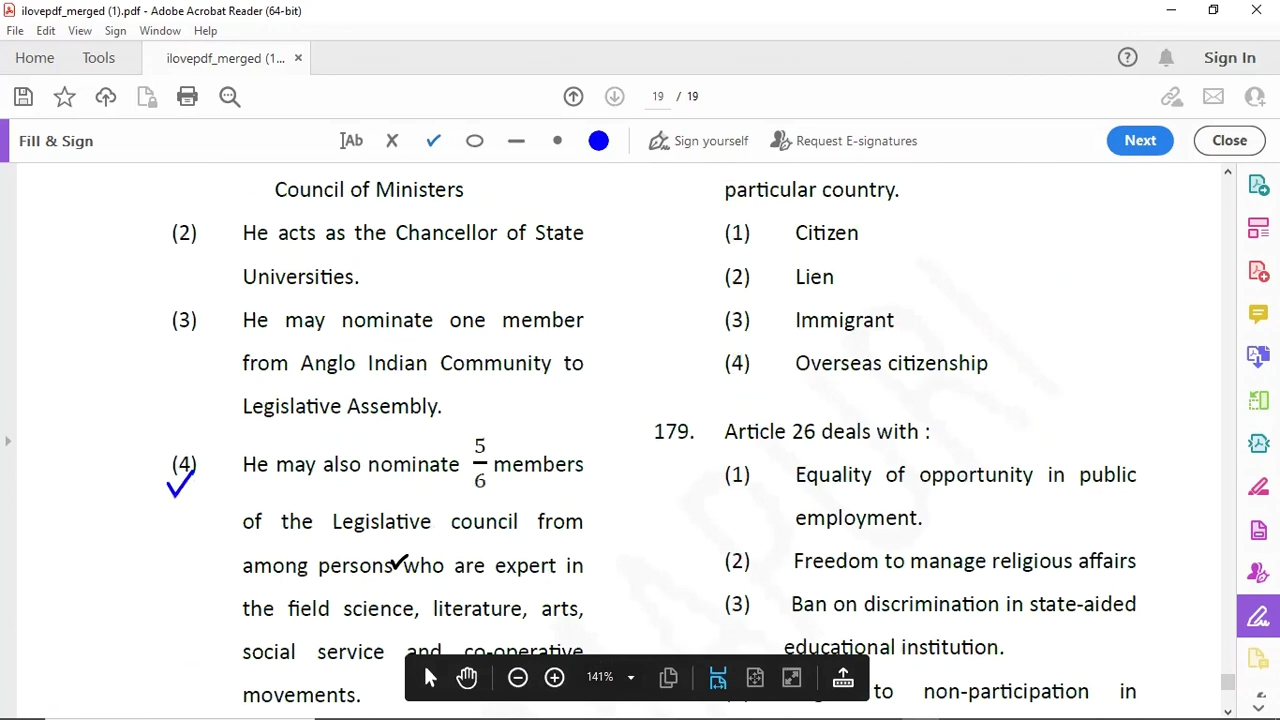 ilovepdf_merged (1).pdf - Adobe Acrobat Reader (64-bit)
File Edit View Sign Window Help
Home Tools ilovepdf_merged (1... × Sign In
19 / 19
Fill & Sign Ab Sign yourself Request E-signatures Next Close
Council of Ministers
(2) He acts as the Chancellor of State
Universities.
(3) He may nominate one member
from Anglo Indian Community to
Legislative Assembly.
(4) He may also nominate 5/6 members
of the Legislative council from
among persons who are expert in
the field science, literature, arts,
social service and co-operative
movements.
particular country.
(1) Citizen
(2) Lien
(3) Immigrant
(4) Overseas citizenship
179. Article 26 deals with :
(1) Equality of opportunity in public
employment.
(2) Freedom to manage religious affairs
(3) Ban on discrimination in state-aided
educational institution.
to non-participation in
141%